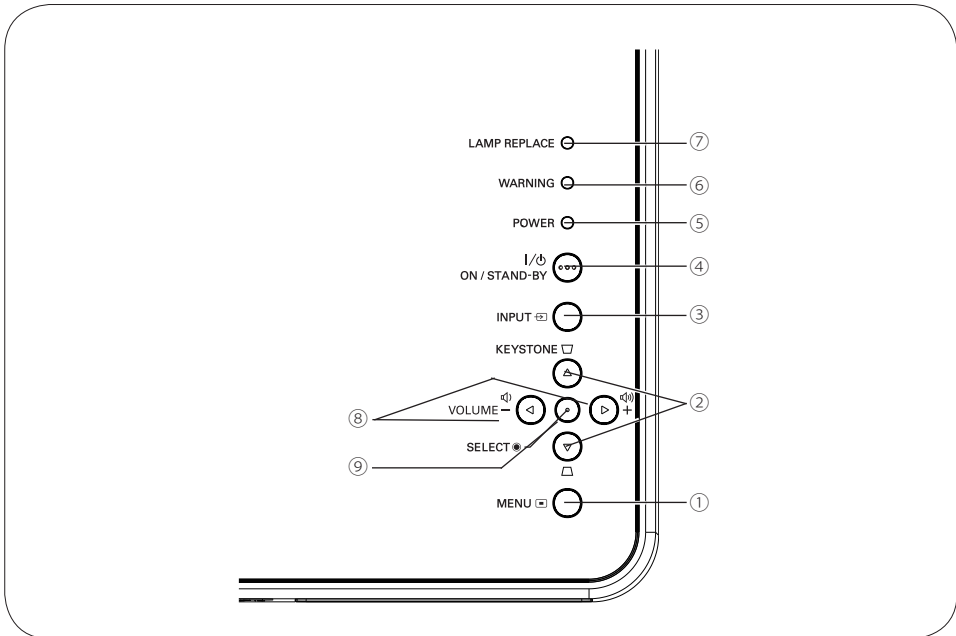 LAMP REPLACE ⑦
WARNING ⑥
POWER ⑤
I/⏻
ON / STAND-BY ④
INPUT ③
KEYSTONE
②
⑧ VOLUME − +
SELECT
⑨
MENU ①